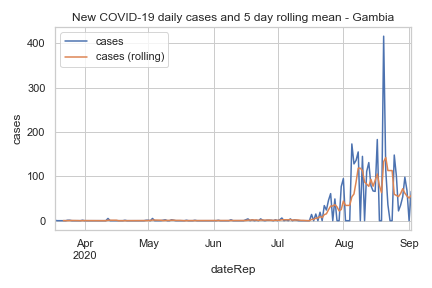 New COVID-19 daily cases and 5 day rolling mean - Gambia
cases
cases (rolling)
400
300
200
100
0
cases
Apr
2020
May
Jun
Jul
Aug
Sep
dateRep